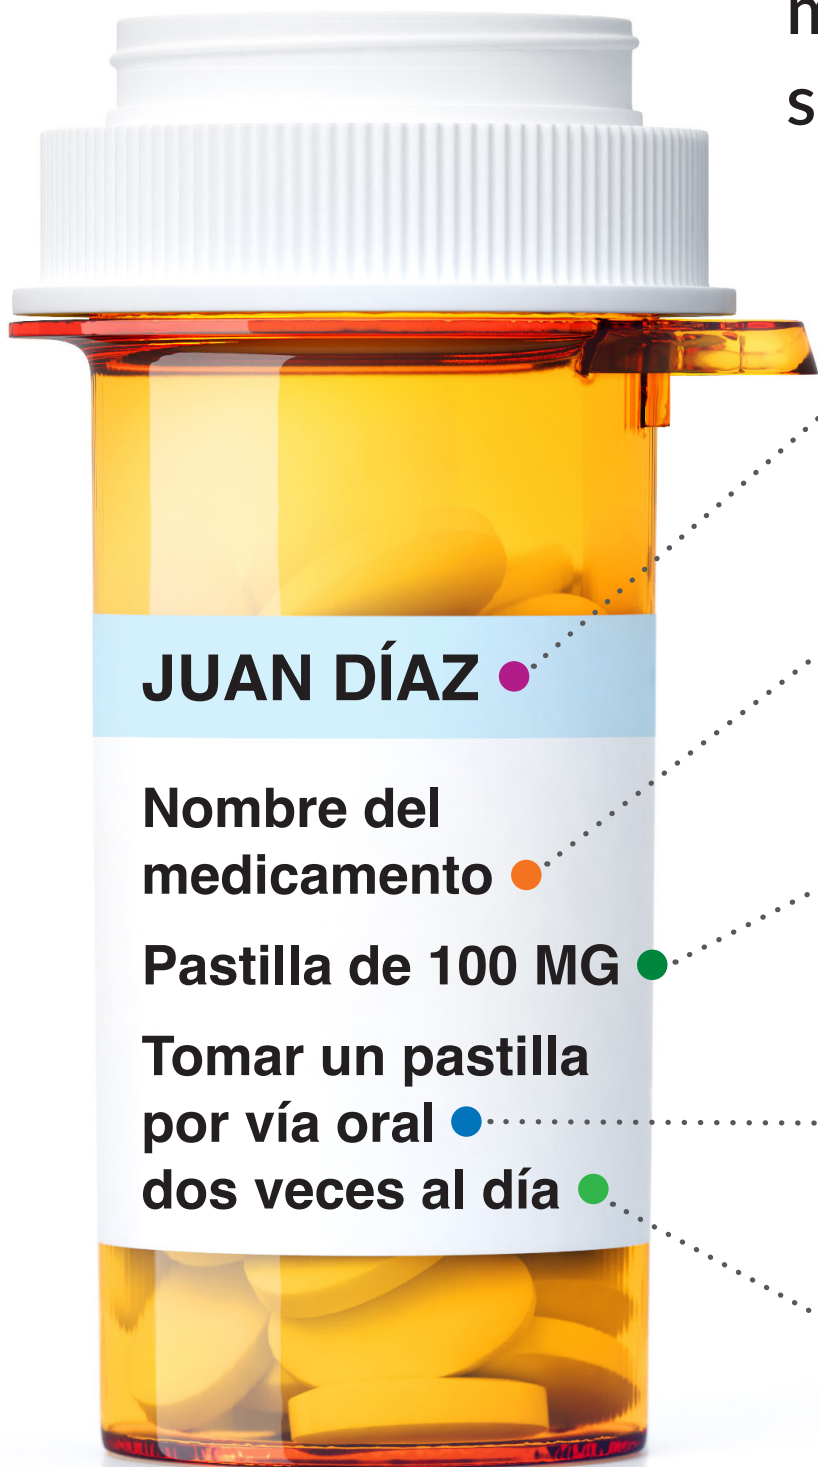 JUAN DÍAZ
Nombre del
medicamento
Pastilla de 100 MG
Tomar un pastilla
por vía oral
dos veces al día